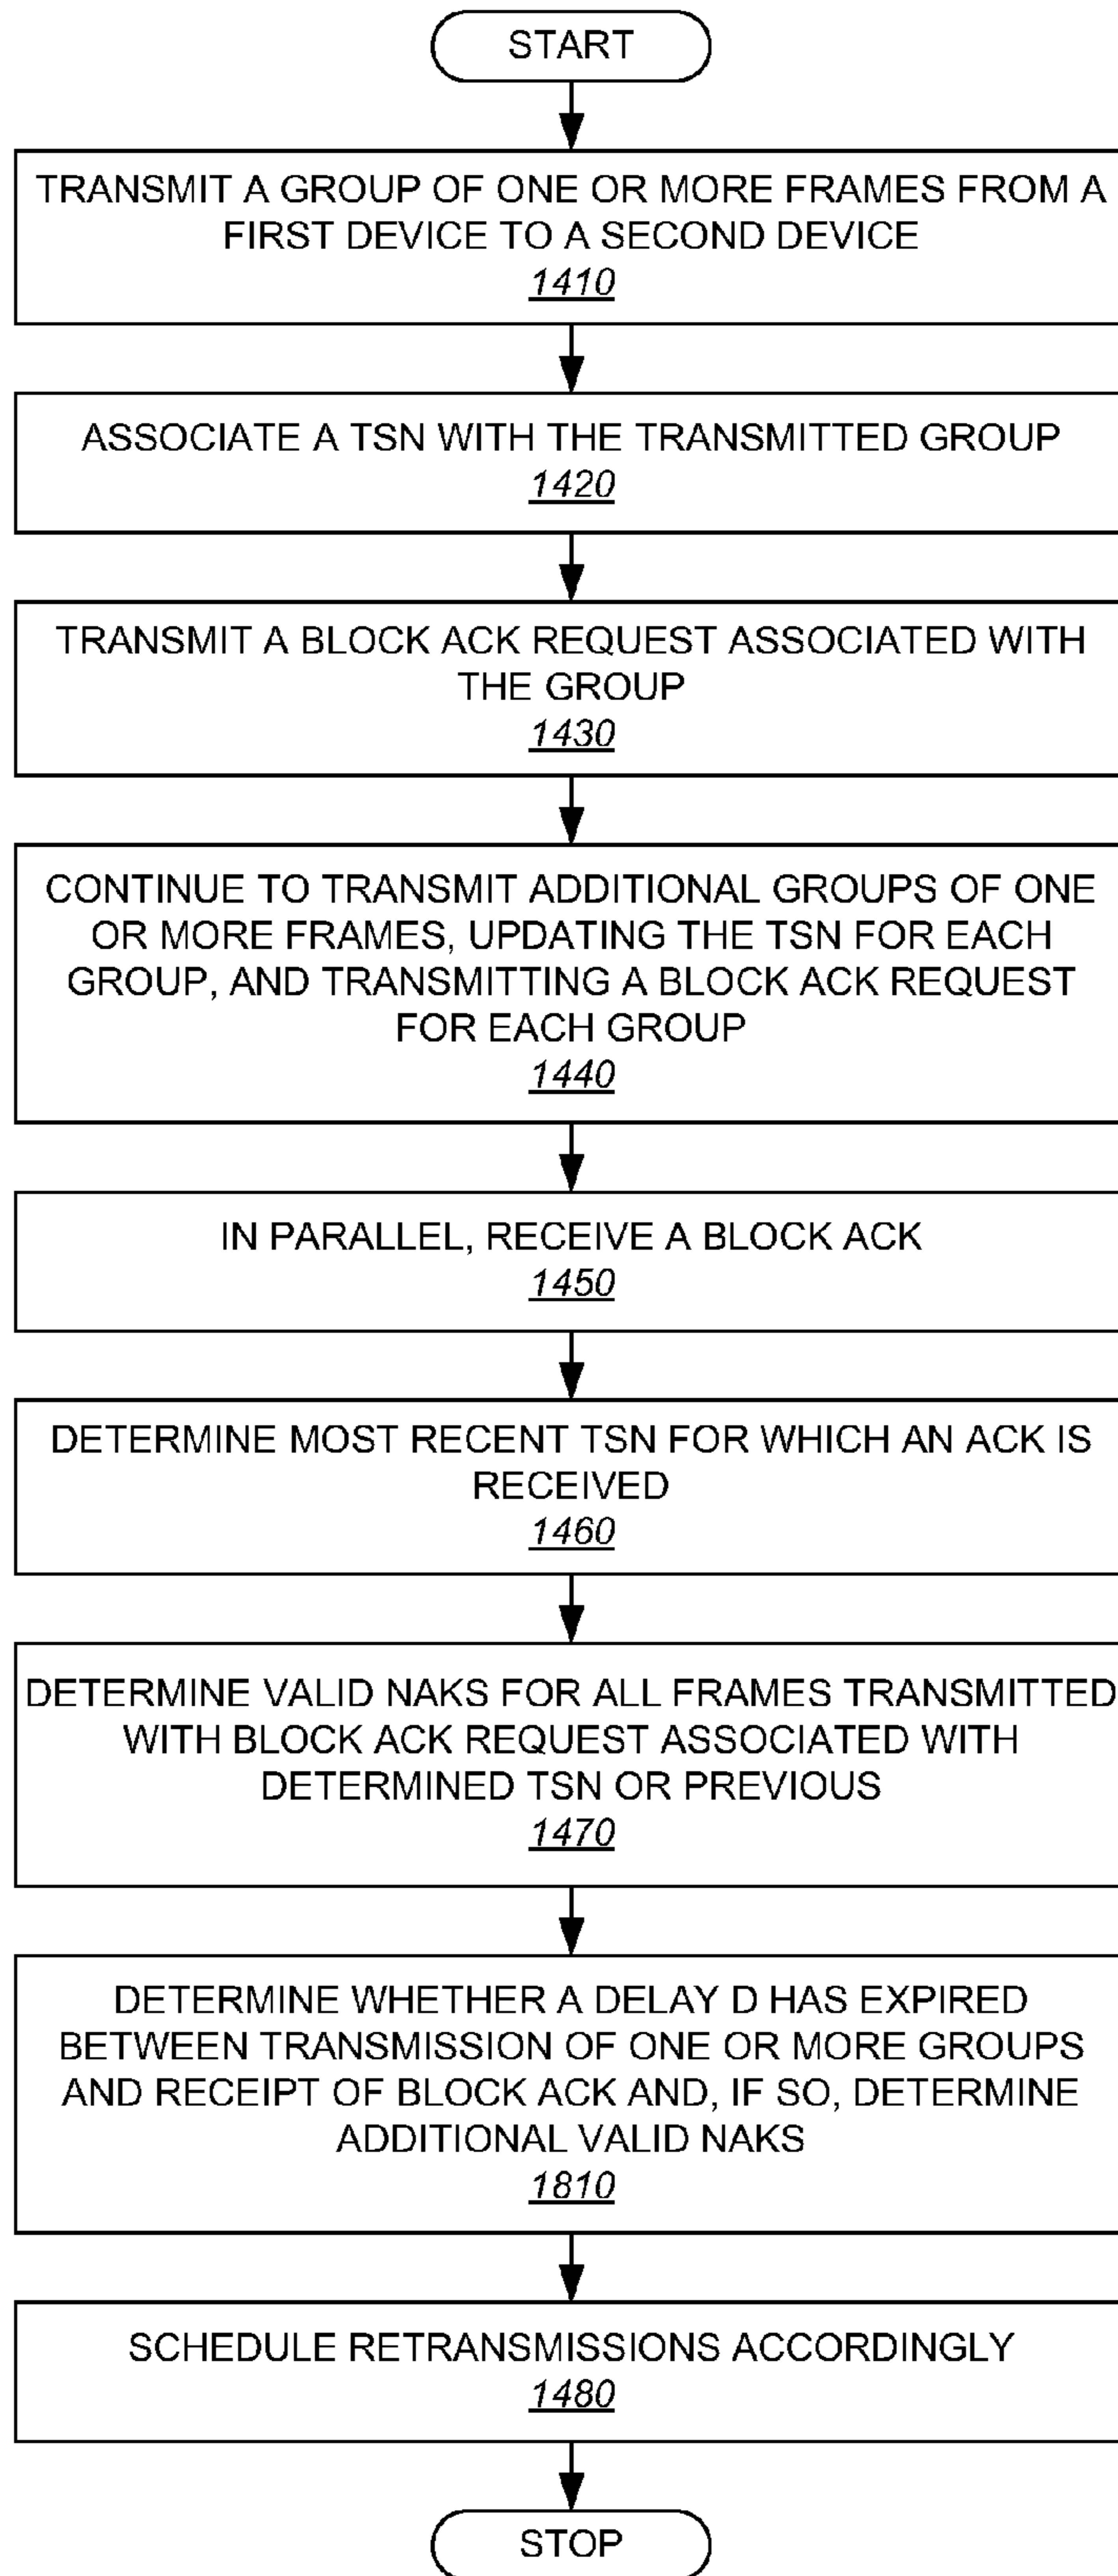 START
TRANSMIT A GROUP OF ONE OR MORE FRAMES FROM A
FIRST DEVICE TO A SECOND DEVICE
1410
ASSOCIATE A TSN WITH THE TRANSMITTED GROUP
1420
TRANSMIT A BLOCK ACK REQUEST ASSOCIATED WITH
THE GROUP
1430
CONTINUE TO TRANSMIT ADDITIONAL GROUPS OF ONE
OR MORE FRAMES, UPDATING THE TSN FOR EACH
GROUP, AND TRANSMITTING A BLOCK ACK REQUEST
FOR EACH GROUP
1440
IN PARALLEL, RECEIVE A BLOCK ACK
1450
DETERMINE MOST RECENT TSN FOR WHICH AN ACK IS
RECEIVED
1460
DETERMINE VALID NAKS FOR ALL FRAMES TRANSMITTED
WITH BLOCK ACK REQUEST ASSOCIATED WITH
DETERMINED TSN OR PREVIOUS
1470
DETERMINE WHETHER A DELAY D HAS EXPIRED
BETWEEN TRANSMISSION OF ONE OR MORE GROUPS
AND RECEIPT OF BLOCK ACK AND, IF SO, DETERMINE
ADDITIONAL VALID NAKS
1810
SCHEDULE RETRANSMISSIONS ACCORDINGLY
1480
STOP